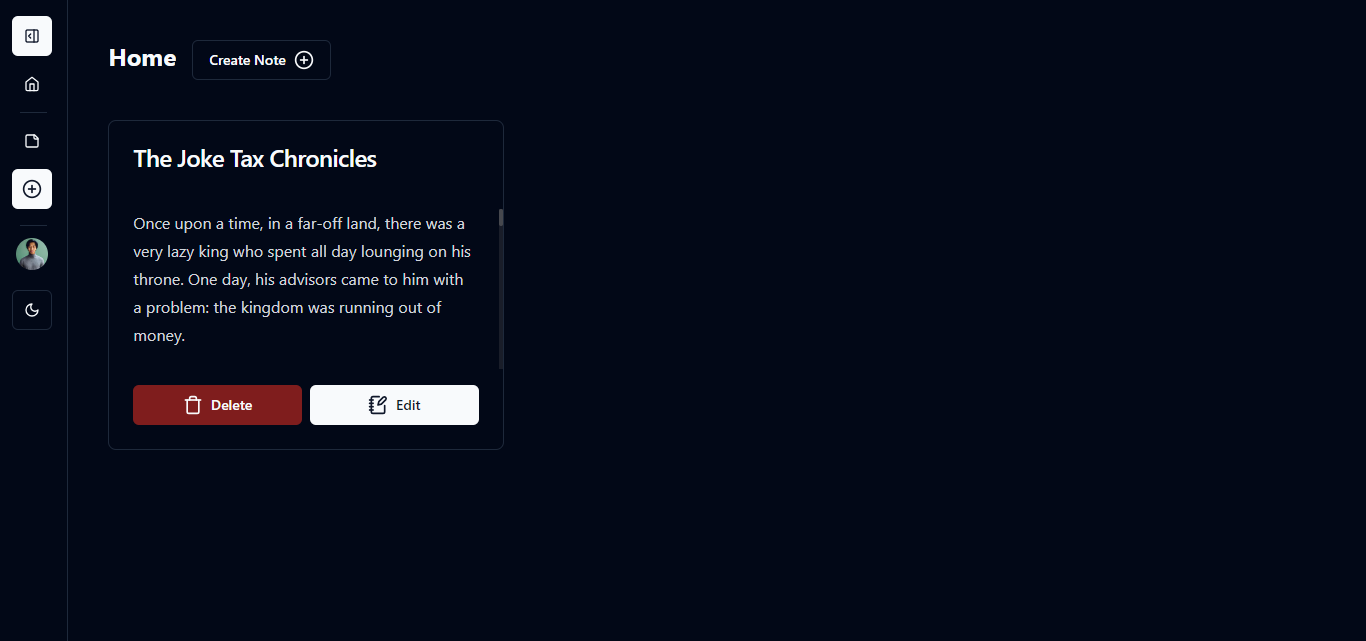 Home
Create Note
The Joke Tax Chronicles
Once upon a time, in a far-off land, there was a
very lazy king who spent all day lounging on his
throne. One day, his advisors came to him with
a problem: the kingdom was running out of
money.
Delete
Edit